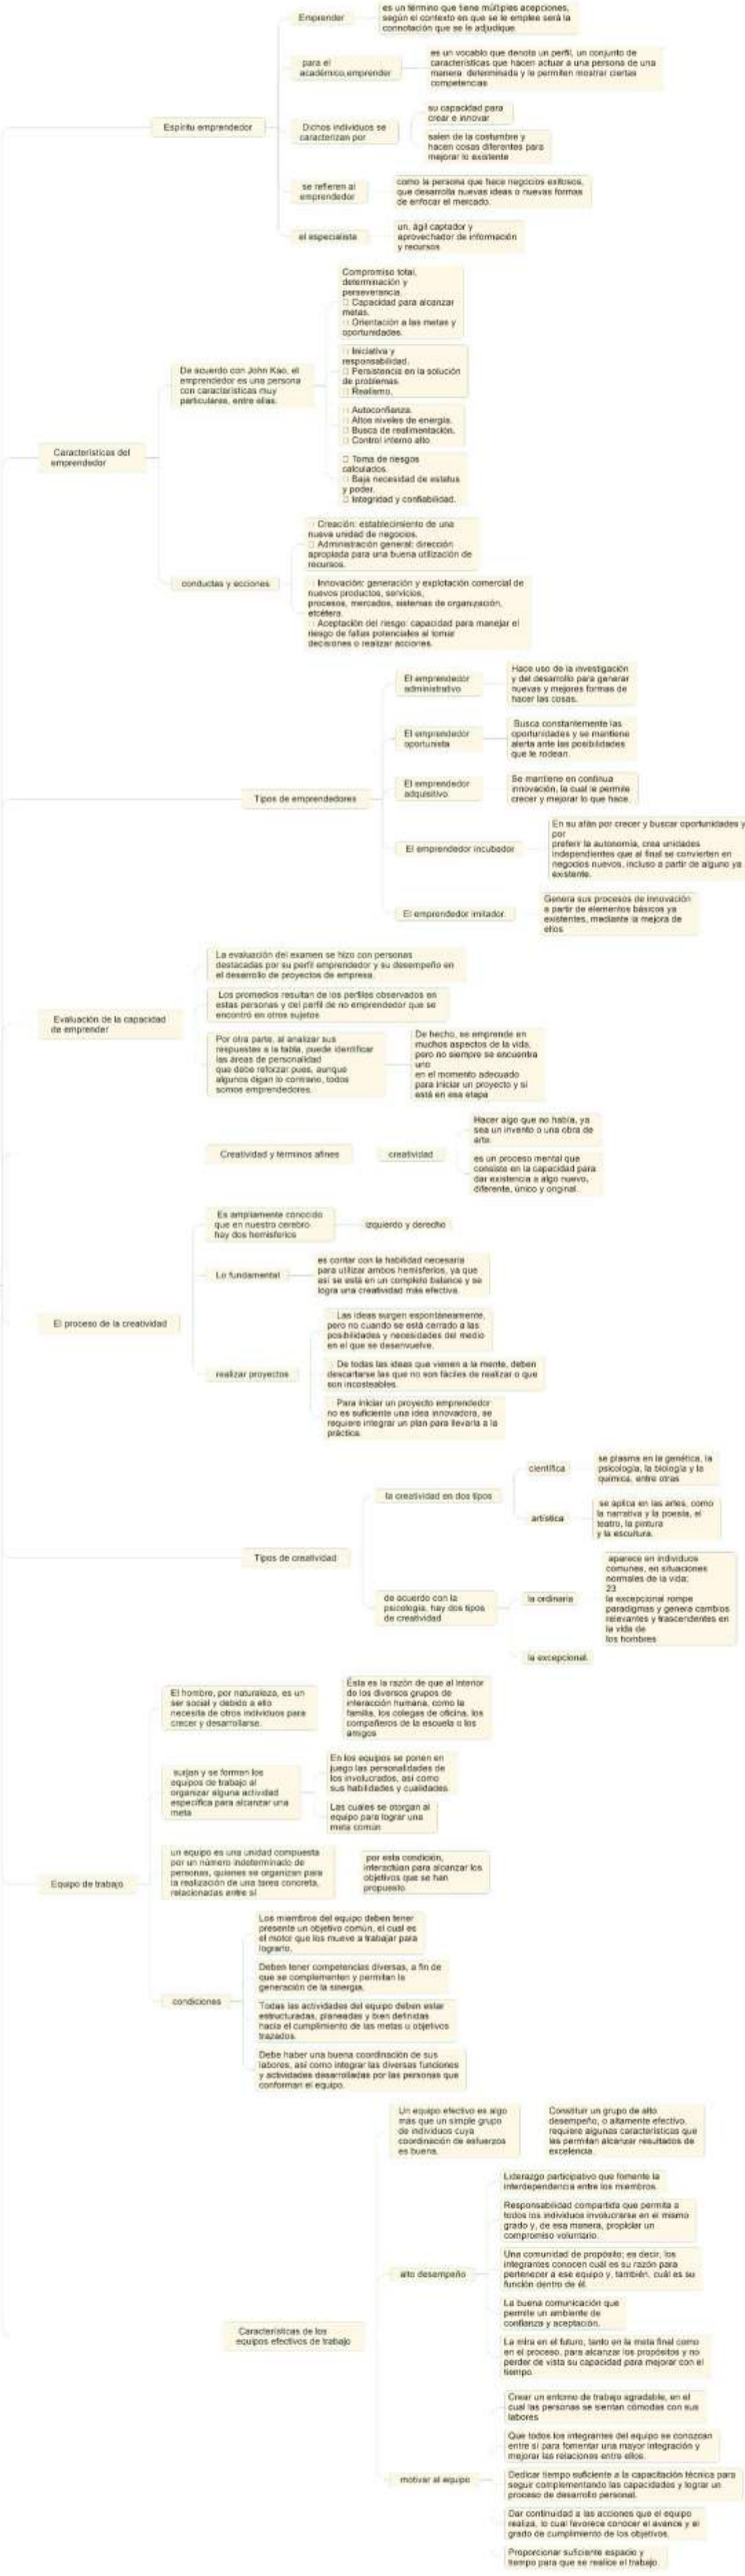 Emprender
es un término que tiene múltiples acepciones,
según el contexto en que se le emplee será la
connotación que se le adjudique.
para el
académico,emprender
es un vocablo que denota un perfil, un conjunto de
características que hacen actuar a una persona de una
manera determinada y le permiten mostrar ciertas
competencias
Espíritu emprendedor
Dichos individuos se
caracterizan por
su capacidad para
crear e innovar
salen de la costumbre y
hacen cosas diferentes para
mejorar lo existente
se refieren al
emprendedor
como la persona que hace negocios exitosos,
que desarrolla nuevas ideas o nuevas formas
de enfocar el mercado.
el especialista
un, ágil captador y
aprovechador de información
y recursos
Características del
emprendedor
De acuerdo con John Kao, el
emprendedor es una persona
con características muy
particulares, entre ellas.
Compromiso total,
determinación y
perseverancia.
Capacidad para alcanzar
metas.
Orientación a las metas y
oportunidades.
Iniciativa y
responsabilidad.
Persistencia en la solución
de problemas.
Realismo.
Autoconfianza.
Altos niveles de energía.
Busca de realimentación.
Control interno alto.
Toma de riesgos
calculados.
Baja necesidad de estatus
y poder.
Integridad y confiabilidad.
conductas y acciones
Creación: establecimiento de una
nueva unidad de negocios.
Administración general: dirección
apropiada para una buena utilización de
recursos.
Innovación: generación y explotación comercial de
nuevos productos, servicios,
procesos, mercados, sistemas de organización,
etcétera.
Aceptación del riesgo: capacidad para manejar el
riesgo de fallas potenciales al tomar
decisiones o realizar acciones.
Tipos de emprendedores
El emprendedor
administrativo
Hace uso de la investigación
y del desarrollo para generar
nuevas y mejores formas de
hacer las cosas.
El emprendedor
oportunista
Busca constantemente las
oportunidades y se mantiene
alerta ante las posibilidades
que le rodean.
El emprendedor
adquisitivo.
Se mantiene en continua
innovación, la cual le permite
crecer y mejorar lo que hace.
El emprendedor incubador
En su afán por crecer y buscar oportunidades y
por
preferir la autonomía, crea unidades
independientes que al final se convierten en
negocios nuevos, incluso a partir de alguno ya
existente.
El emprendedor imitador.
Genera sus procesos de innovación
a partir de elementos básicos ya
existentes, mediante la mejora de
ellos
Evaluación de la capacidad
de emprender
La evaluación del examen se hizo con personas
destacadas por su perfil emprendedor y su desempeño en
el desarrollo de proyectos de empresa.
Los promedios resultan de los perfiles observados en
estas personas y del perfil de no emprendedor que se
encontró en otros sujetos
Por otra parte, al analizar sus
respuestas a la tabla, puede identificar
las áreas de personalidad
que debe reforzar pues, aunque
algunos digan lo contrario, todos
somos emprendedores.
De hecho, se emprende en
muchos aspectos de la vida,
pero no siempre se encuentra
uno
en el momento adecuado
para iniciar un proyecto y si
está en esa etapa
Creatividad y términos afines
creatividad
Hacer algo que no había, ya
sea un invento o una obra de
arte.
es un proceso mental que
consiste en la capacidad para
dar existencia a algo nuevo,
diferente, único y original.
El proceso de la creatividad
Es ampliamente conocido
que en nuestro cerebro
hay dos hemisferios
izquierdo y derecho
Lo fundamental
es contar con la habilidad necesaria
para utilizar ambos hemisferios, ya que
así se está en un completo balance y se
logra una creatividad más efectiva.
realizar proyectos
Las ideas surgen espontáneamente,
pero no cuando se está cerrado a las
posibilidades y necesidades del medio
en el que se desenvuelve.
De todas las ideas que vienen a la mente, deben
descartarse las que no son fáciles de realizar o que
son incosteables.
Para iniciar un proyecto emprendedor
no es suficiente una idea innovadora, se
requiere integrar un plan para llevarla a la
práctica.
Tipos de creatividad
la creatividad en dos tipos
científica
se plasma en la genética, la
psicología, la biología y la
química, entre otras
artística
se aplica en las artes, como
la narrativa y la poesía, el
teatro, la pintura
y la escultura.
de acuerdo con la
psicología, hay dos tipos
de creatividad
la ordinaria
aparece en individuos
comunes, en situaciones
normales de la vida;
23
la excepcional rompe
paradigmas y genera cambios
relevantes y trascendentes en
la vida de
los hombres
la excepcional.
Equipo de trabajo
El hombre, por naturaleza, es un
ser social y debido a ello
necesita de otros individuos para
crecer y desarrollarse.
Ésta es la razón de que al interior
de los diversos grupos de
interacción humana, como la
familia, los colegas de oficina, los
compañeros de la escuela o los
amigos
surjan y se formen los
equipos de trabajo al
organizar alguna actividad
específica para alcanzar una
meta
En los equipos se ponen en
juego las personalidades de
los involucrados, así como
sus habilidades y cualidades.
Las cuales se otorgan al
equipo para lograr una
meta común
un equipo es una unidad compuesta
por un número indeterminado de
personas, quienes se organizan para
la realización de una tarea concreta,
relacionadas entre sí
por esta condición,
interactúan para alcanzar los
objetivos que se han
propuesto.
condiciones
Los miembros del equipo deben tener
presente un objetivo común, el cual es
el motor que los mueve a trabajar para
lograrlo.
Deben tener competencias diversas, a fin de
que se complementen y permitan la
generación de la sinergia.
Todas las actividades del equipo deben estar
estructuradas, planeadas y bien definidas
hacia el cumplimiento de las metas u objetivos
trazados.
Debe haber una buena coordinación de sus
labores, así como integrar las diversas funciones
y actividades desarrolladas por las personas que
conforman el equipo.
Características de los
equipos efectivos de trabajo
Un equipo efectivo es algo
más que un simple grupo
de individuos cuya
coordinación de esfuerzos
es buena.
Constituir un grupo de alto
desempeño, o altamente efectivo,
requiere algunas características que
les permitan alcanzar resultados de
excelencia.
alto desempeño
Liderazgo participativo que fomente la
interdependencia entre los miembros.
Responsabilidad compartida que permita a
todos los individuos involucrarse en el mismo
grado y, de esa manera, propiciar un
compromiso voluntario.
Una comunidad de propósito; es decir, los
integrantes conocen cuál es su razón para
pertenecer a ese equipo y, también, cuál es su
función dentro de él.
La buena comunicación que
permite un ambiente de
confianza y aceptación.
La mira en el futuro, tanto en la meta final como
en el proceso, para alcanzar los propósitos y no
perder de vista su capacidad para mejorar con el
tiempo.
motivar al equipo
Crear un entorno de trabajo agradable, en el
cual las personas se sientan cómodas con sus
labores
Que todos los integrantes del equipo se conozcan
entre sí para fomentar una mayor integración y
mejorar las relaciones entre ellos.
Dedicar tiempo suficiente a la capacitación técnica para
seguir complementando las capacidades y lograr un
proceso de desarrollo personal.
Dar continuidad a las acciones que el equipo
realiza, lo cual favorece conocer el avance y el
grado de cumplimiento de los objetivos.
Proporcionar suficiente espacio y
tiempo para que se realice el trabajo.